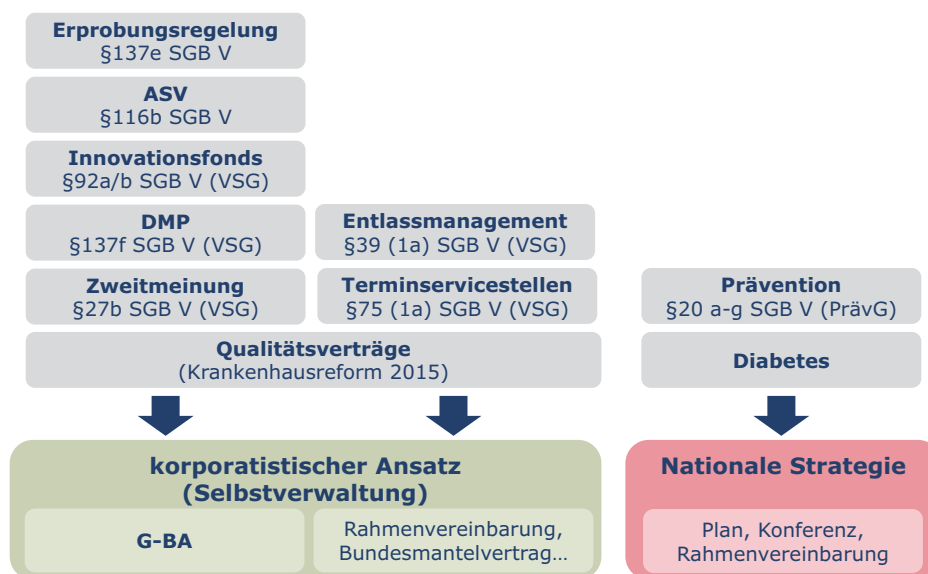 Erprobungsregelung
§137e SGB V
ASV
§116b SGB V
Innovationsfonds
§92a/b SGB V (VSG)
DMP
§137f SGB V (VSG)
Entlassmanagement
§39 (1a) SGB V (VSG)
Zweitmeinung
§27b SGB V (VSG)
Terminservicestellen
§75 (1a) SGB V (VSG)
Prävention
§20 a-g SGB V (PrävG)
Qualitätsverträge
(Krankenhausreform 2015)
Diabetes
korporatistischer Ansatz
(Selbstverwaltung)
G-BA
Rahmenvereinbarung,
Bundesmantelvertrag…
Nationale Strategie
Plan, Konferenz,
Rahmenvereinbarung